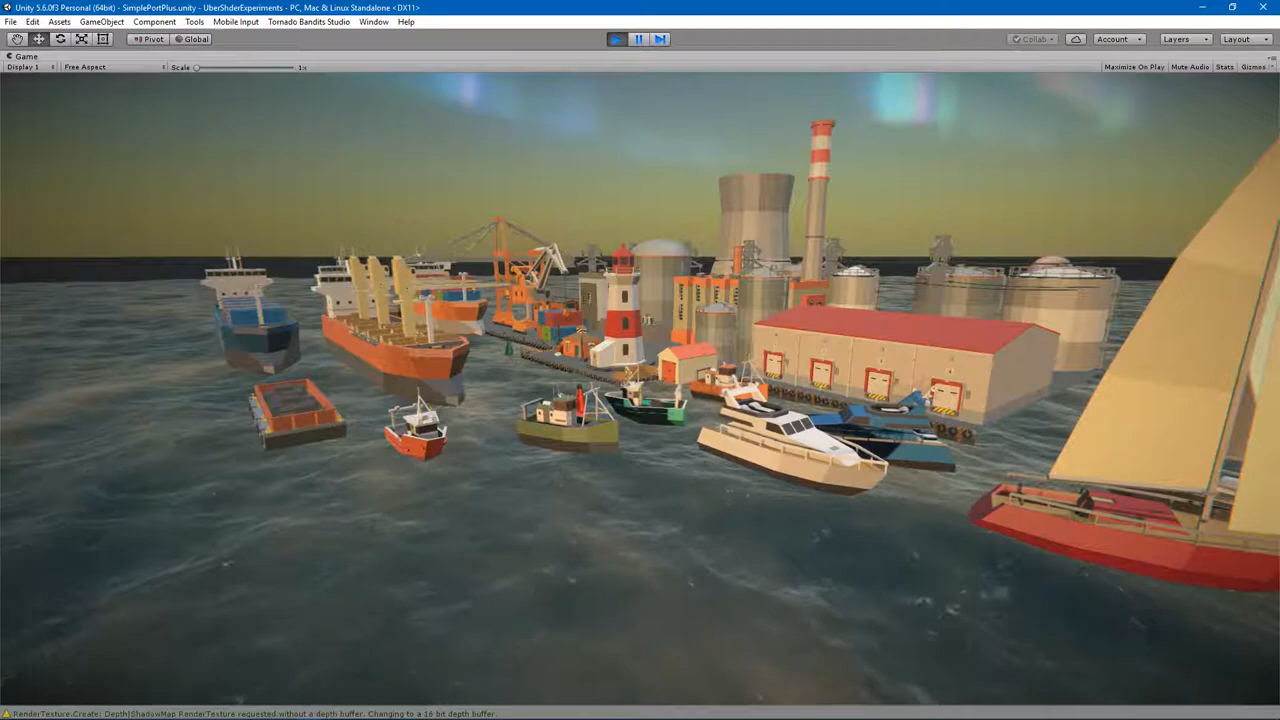 Unity 5.6.0f3 Personal (64bit) - SimplePortPlus.unity - UberShderExperiments - PC, Mac & Linux Standalone <DX11>
File Edit Assets GameObject Component Tools Mobile Input Tornado Bandits Studio Window Help
Pivot Global Collab Account Layers Layout
Game
Display 1 Free Aspect Scale 1x Maximize On Play Mute Audio Stats Gizmos
RenderTexture.Create: Depth|ShadowMap RenderTexture requested without a depth buffer. Changing to a 16 bit depth buffer.